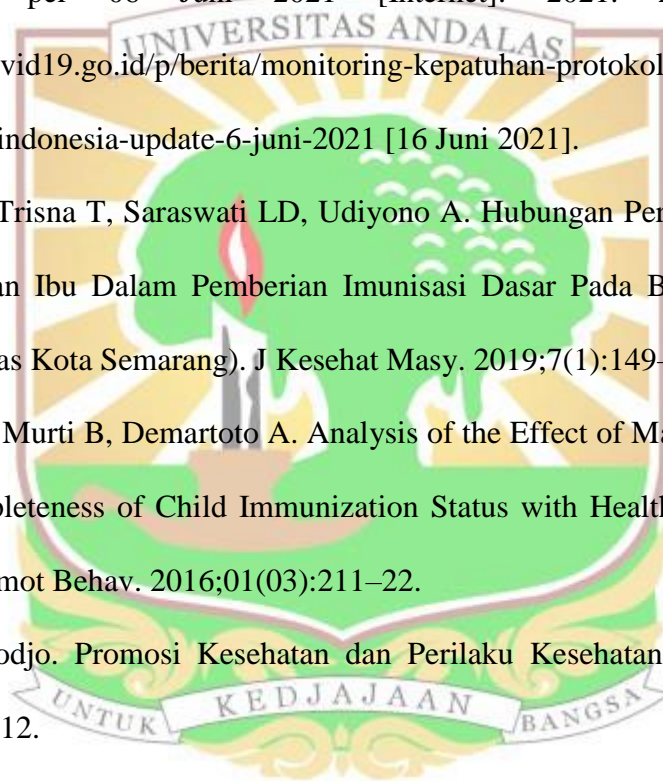 per 06 Juni 2021 [Internet]. 2021.
UNIVERSITAS ANDALAS
vid19.go.id/p/berita/monitoring-kepatuhan-protokol
indonesia-update-6-juni-2021 [16 Juni 2021].
Trisna T, Saraswati LD, Udiyono A. Hubungan Per
an Ibu Dalam Pemberian Imunisasi Dasar Pada B
as Kota Semarang). J Kesehat Masy. 2019;7(1):149–
Murti B, Demartoto A. Analysis of the Effect of Ma
pleteness of Child Immunization Status with Health
mot Behav. 2016;01(03):211–22.
odjo. Promosi Kesehatan dan Perilaku Kesehatan
UNTUK KEDJAJAAN BANGSA
12.